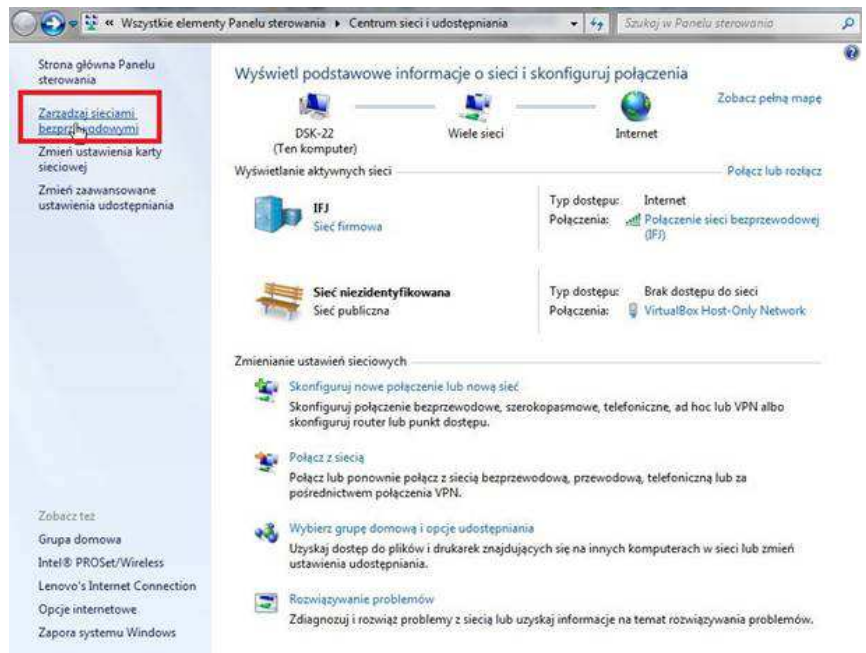 « Wszystkie elementy Panelu sterowania ▸ Centrum sieci i udostępniania
Szukaj w Panelu sterowania
Strona główna Panelu
sterowania
Zarządzaj sieciami
bezprzewodowymi
Zmień ustawienia karty
sieciowej
Zmień zaawansowane
ustawienia udostępniania
Wyświetl podstawowe informacje o sieci i skonfiguruj połączenia
Zobacz pełną mapę
DSK-22
(Ten komputer)
Wiele sieci
Internet
Wyświetlanie aktywnych sieci
Połącz lub rozłącz
IFJ
Sieć firmowa
Typ dostępu: Internet
Połączenia: Połączenie sieci bezprzewodowej
(IFJ)
Sieć niezidentyfikowana
Sieć publiczna
Typ dostępu: Brak dostępu do sieci
Połączenia: VirtualBox Host-Only Network
Zmienianie ustawień sieciowych
Skonfiguruj nowe połączenie lub nową sieć
Skonfiguruj połączenie bezprzewodowe, szerokopasmowe, telefoniczne, ad hoc lub VPN albo
skonfiguruj router lub punkt dostępu.
Połącz z siecią
Połącz lub ponownie połącz z siecią bezprzewodową, przewodową, telefoniczną lub za
pośrednictwem połączenia VPN.
Wybierz grupę domową i opcje udostępniania
Uzyskaj dostęp do plików i drukarek znajdujących się na innych komputerach w sieci lub zmień
ustawienia udostępniania.
Rozwiązywanie problemów
Zdiagnozuj i rozwiąż problemy z siecią lub uzyskaj informacje na temat rozwiązywania problemów.
Zobacz też
Grupa domowa
Intel® PROSet/Wireless
Lenovo's Internet Connection
Opcje internetowe
Zapora systemu Windows